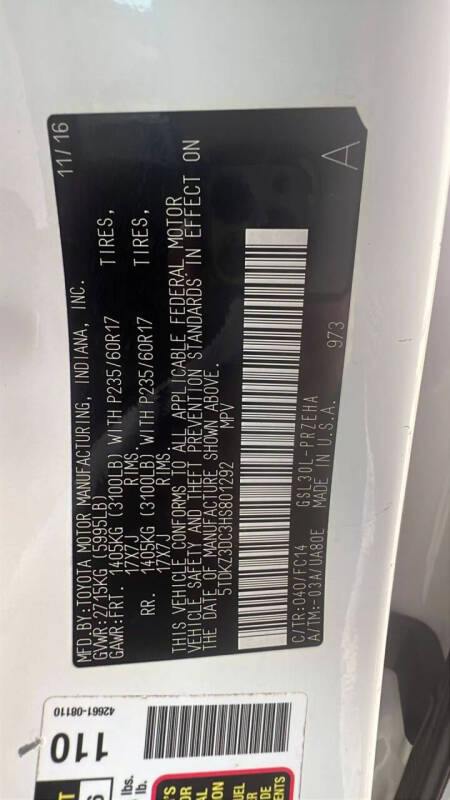 MFD.BY:TOYOTA MOTOR MANUFACTURING, INDIANA, INC. 11/16
GVWR:2715KG (5995LB)
GAWR:FRT. 1405KG (3100LB) WITH P235/60R17 TIRES,
17X7J RIMS.
RR. 1405KG (3100LB) WITH P235/60R17 TIRES,
17X7J RIMS.
THIS VEHICLE CONFORMS TO ALL APPLICABLE FEDERAL MOTOR
VEHICLE SAFETY AND THEFT PREVENTION STANDARDS IN EFFECT ON
THE DATE OF MANUFACTURE SHOWN ABOVE.
5TDKZ3DC3HS801292 MPV
C/TR:040/FC14 GSL30L-PRZEHA
A/TM:-03A/UA80E MADE IN U.S.A. 973
A
42661-08110
110
lbs.
lb.